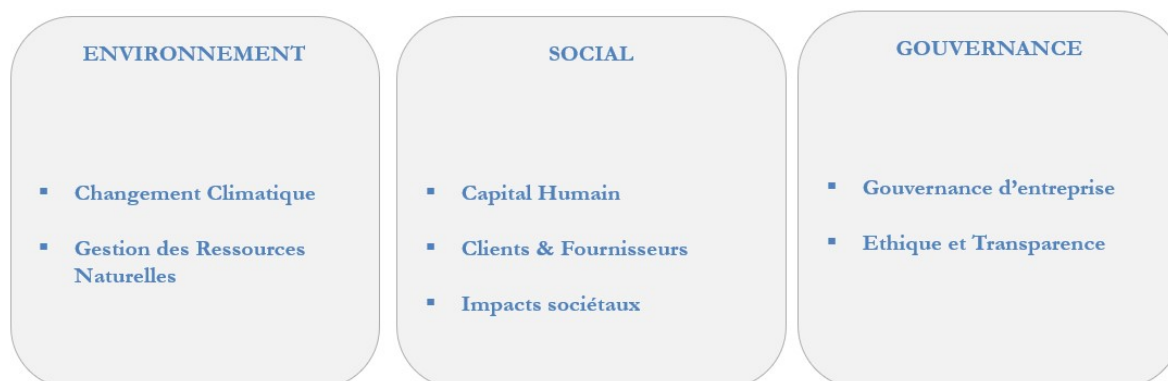 ENVIRONNEMENT
▪ Changement Climatique
▪ Gestion des Ressources
Naturelles
SOCIAL
▪ Capital Humain
▪ Clients & Fournisseurs
▪ Impacts sociétaux
GOUVERNANCE
▪ Gouvernance d’entreprise
▪ Ethique et Transparence